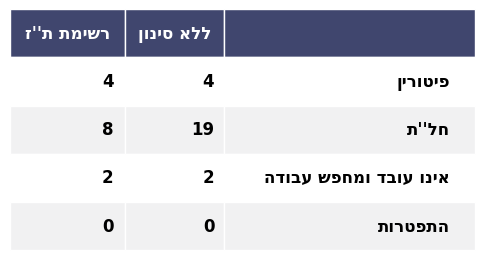 ללא סינון רשימת ת''ז
פיטורין 4 4
חל''ת 19 8
אינו עובד ומחפש עבודה 2 2
התפטרות 0 0